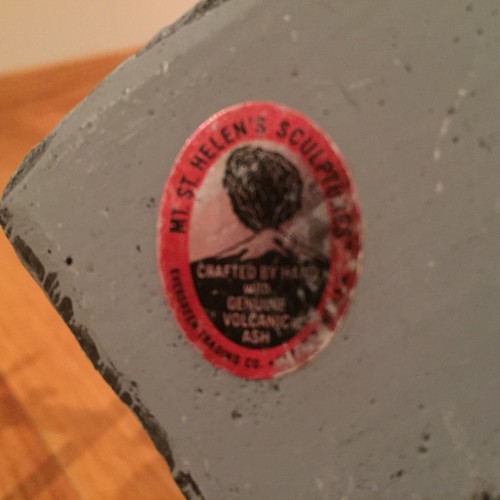 MT ST. HELEN'S SCULPTURES
CRAFTED BY HAND
with
GENUINE
VOLCANIC
ASH
EVERGREEN TRADING CO.